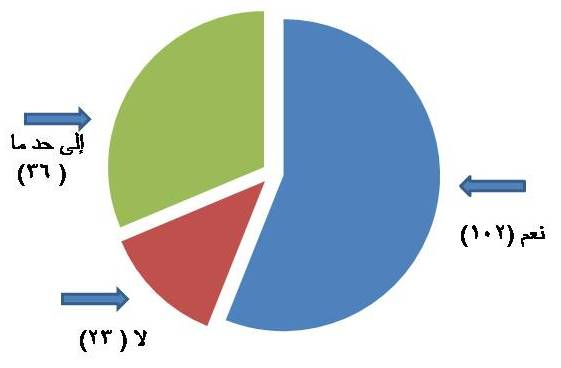 إلى حد ما
( ٣٦)
نعم (١٠٢)
لا ( ٢٣)